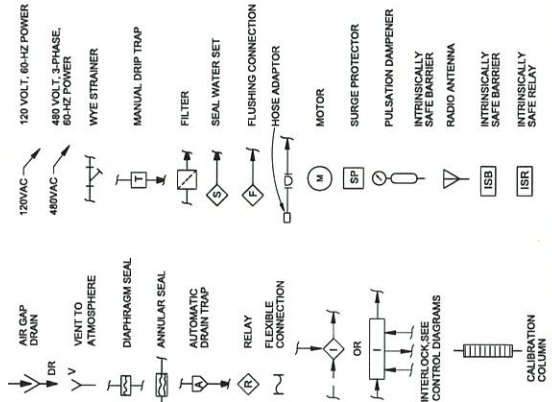 120VAC
120 VOLT, 60-HZ POWER
480VAC
480 VOLT, 3-PHASE,
60-HZ POWER
WYE STRAINER
T
MANUAL DRIP TRAP
FILTER
S
SEAL WATER SET
F
FLUSHING CONNECTION
HOSE ADAPTOR
M
MOTOR
SP
SURGE PROTECTOR
PULSATION DAMPENER
INTRINSICALLY
SAFE BARRIER
RADIO ANTENNA
ISB
INTRINSICALLY
SAFE BARRIER
ISR
INTRINSICALLY
SAFE RELAY
DR
AIR GAP
DRAIN
V
VENT TO
ATMOSPHERE
DIAPHRAGM SEAL
ANNULAR SEAL
A
AUTOMATIC
DRAIN TRAP
R
RELAY
FLEXIBLE
CONNECTION
I
OR
I
INTERLOCK,SEE
CONTROL DIAGRAMS
CALIBRATION
COLUMN